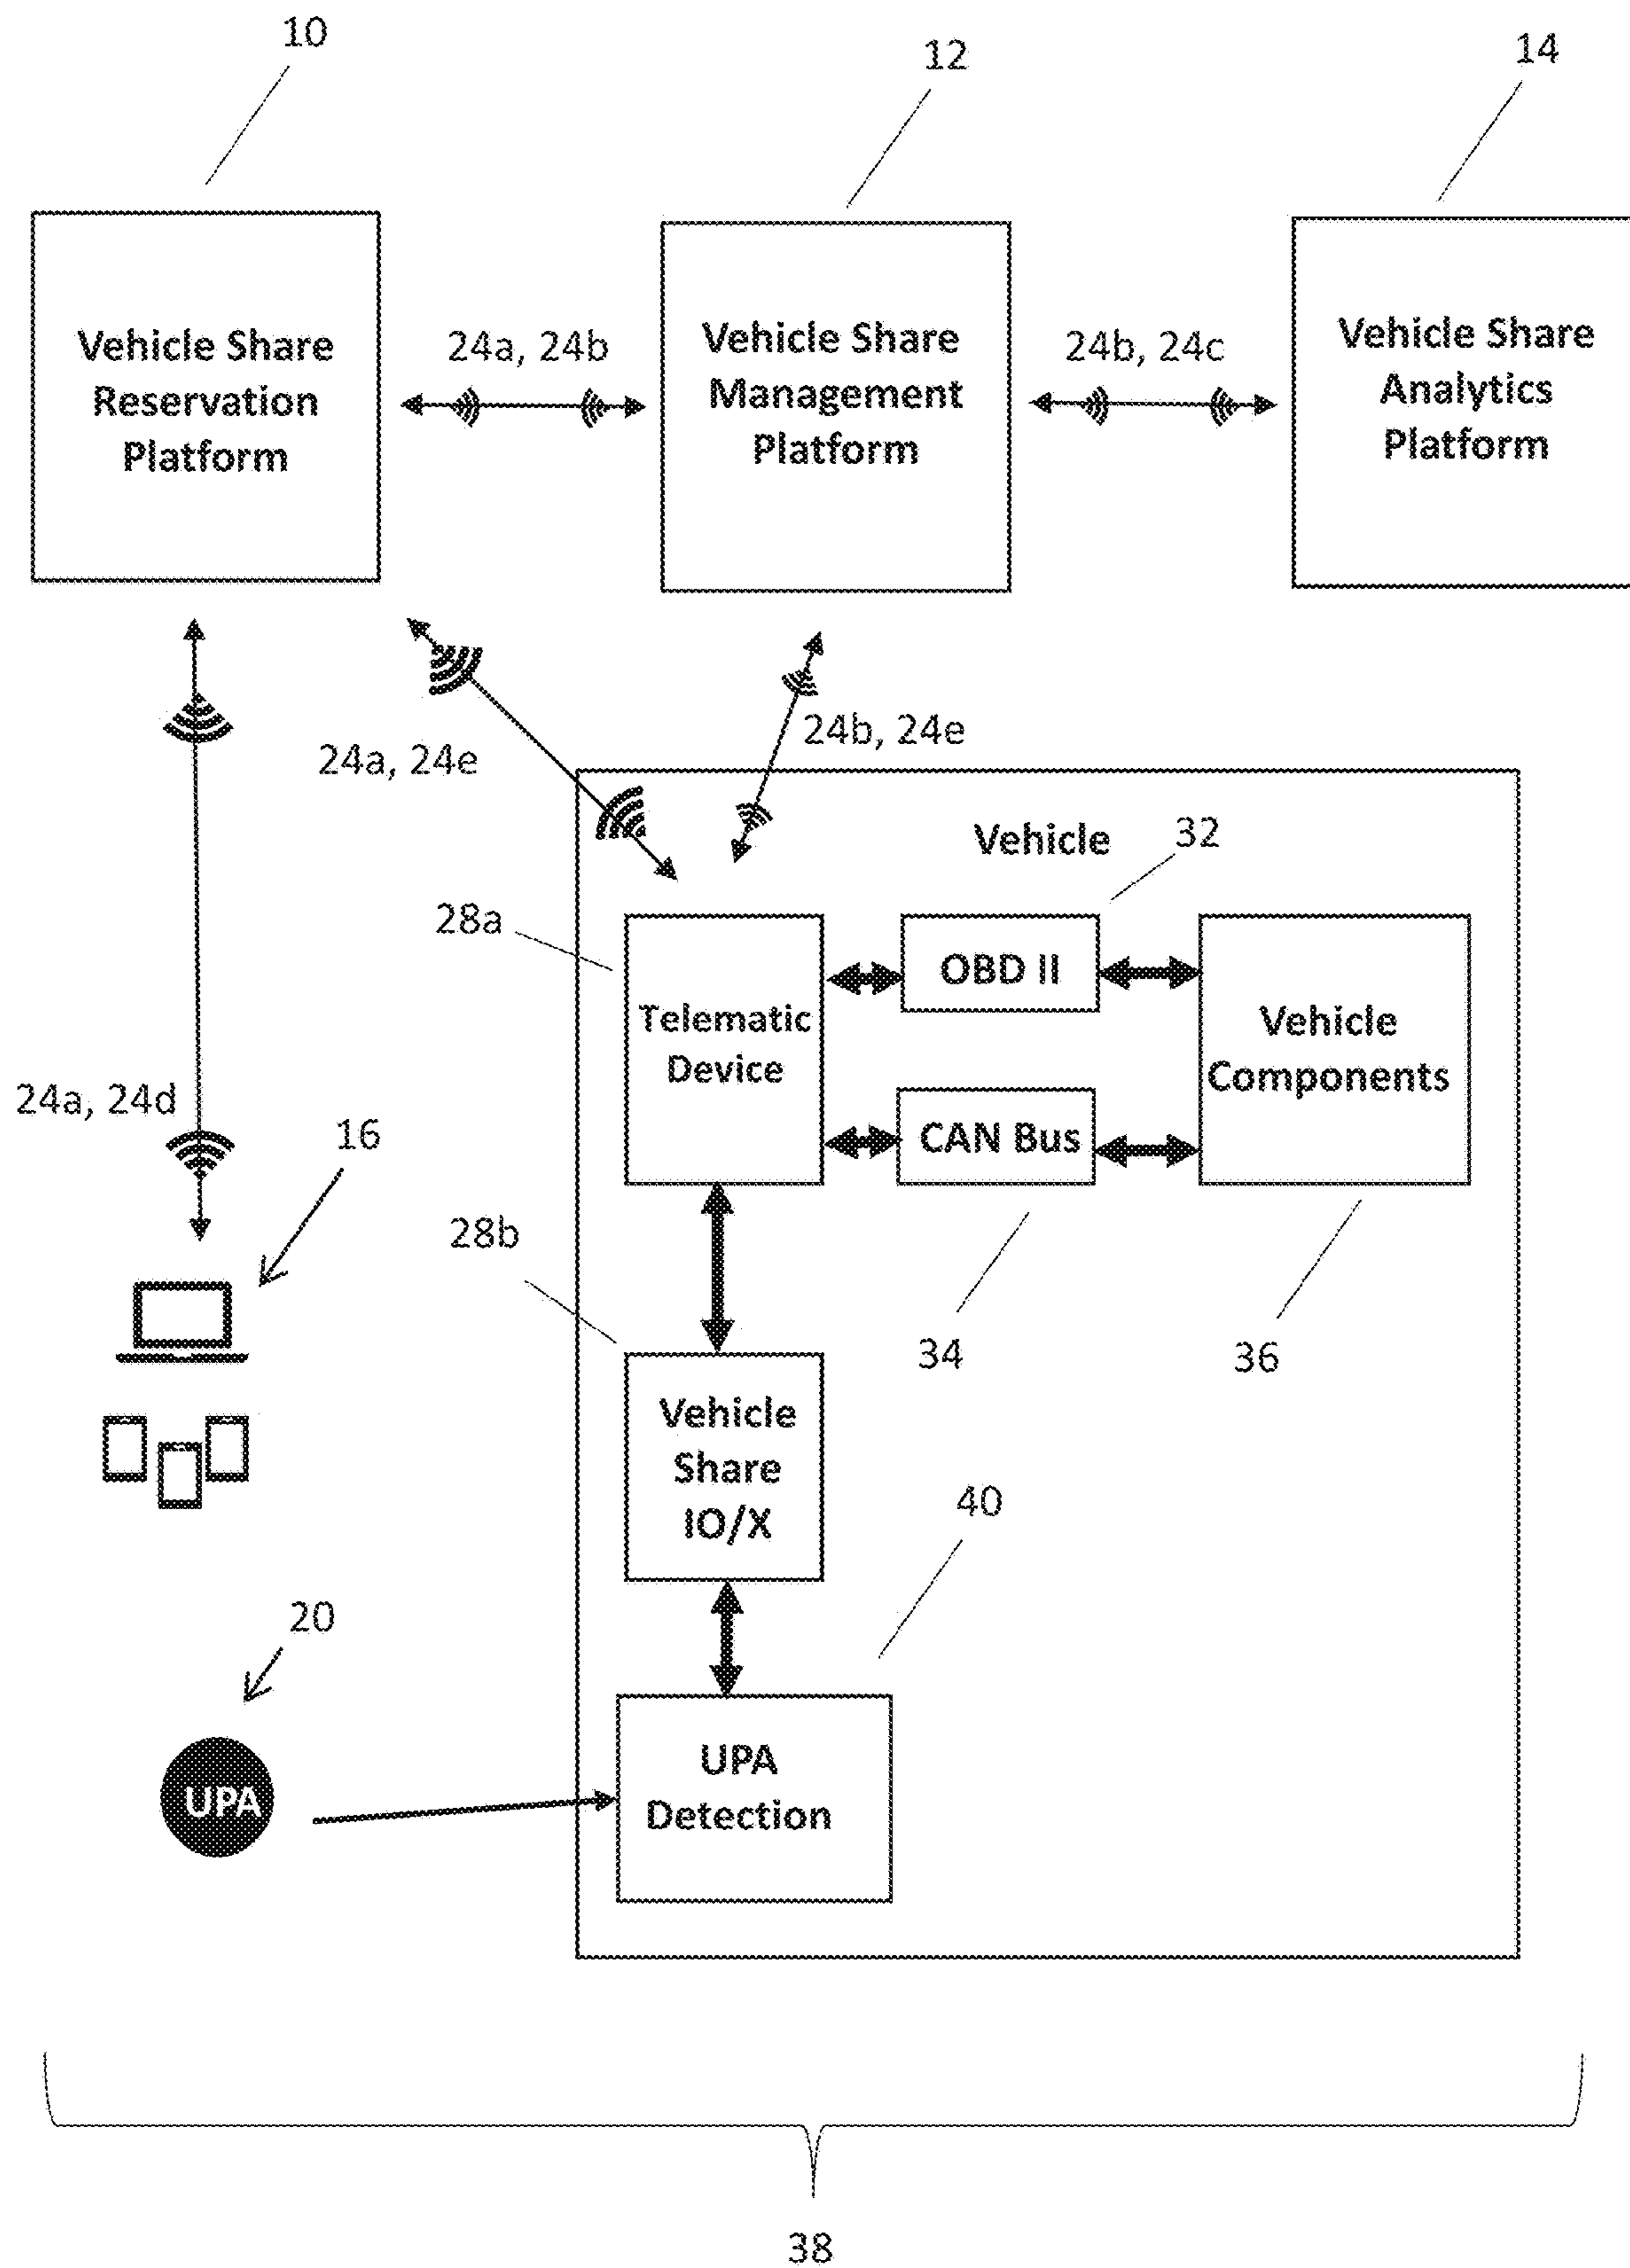 10
12
14
Vehicle Share
Reservation
Platform
24a, 24b
Vehicle Share
Management
Platform
24b, 24c
Vehicle Share
Analytics
Platform
24a, 24e
24b, 24e
Vehicle
32
28a
Telematic
Device
OBD II
Vehicle
Components
CAN Bus
24a, 24d
16
28b
34
36
Vehicle
Share
IO/X
40
20
UPA
UPA
Detection
38